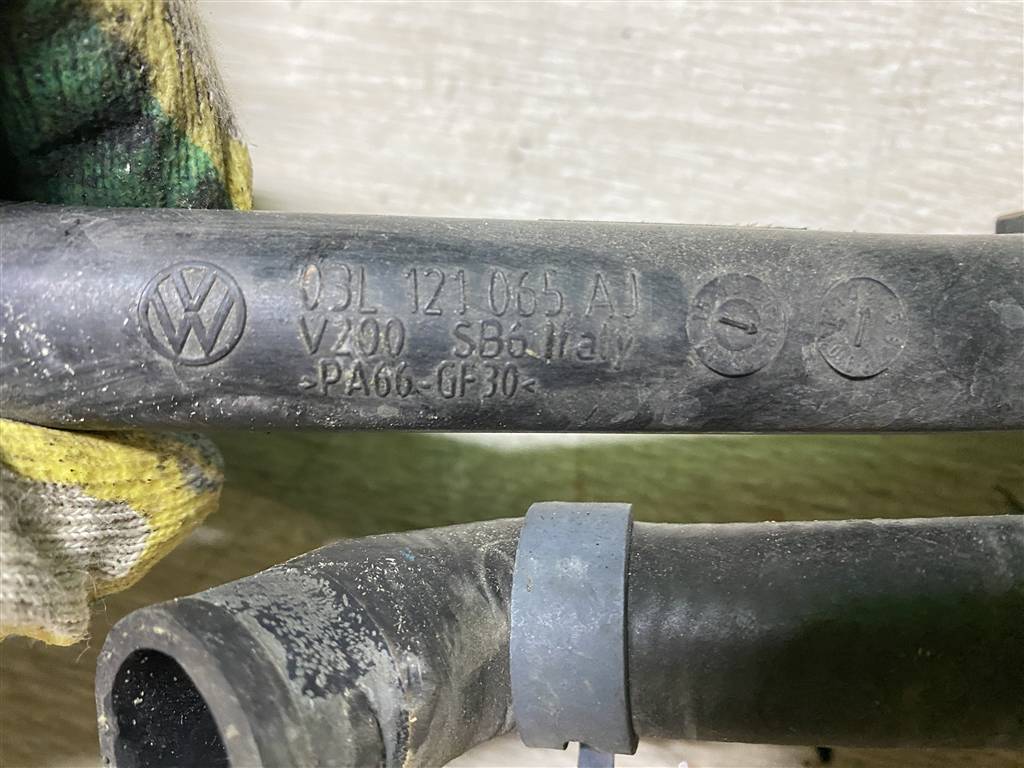 03L 121 065 AJ
V200 SB6 Italy
>PA66-GF30<